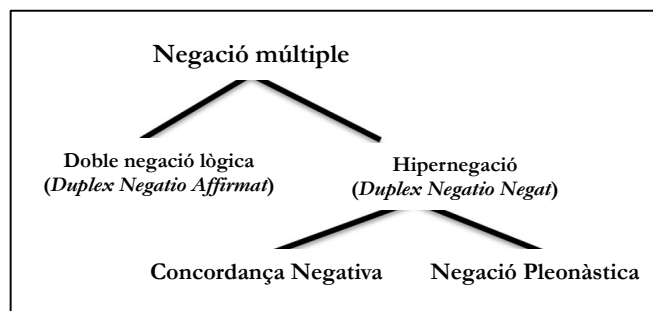 Negació múltiple
Doble negació lògica
(Duplex Negatio Affirmat)
Hipernegació
(Duplex Negatio Negat)
Concordança Negativa
Negació Pleonàstica